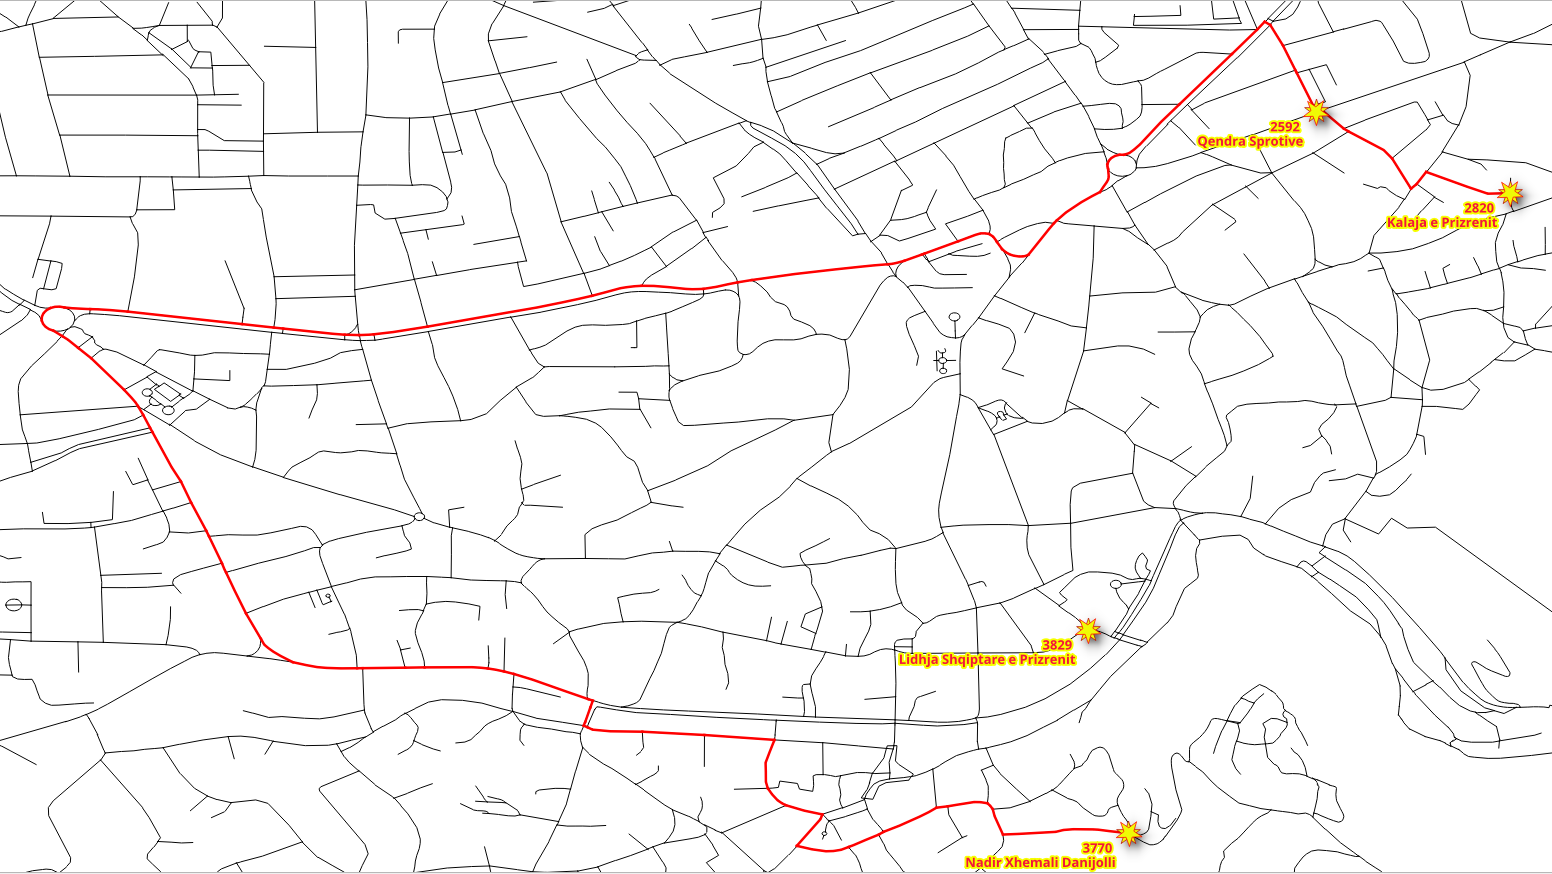 2592
Qendra Sprotive
2820
Kalaja e Prizrenit
3829
Lidhja Shqiptare e Prizrenit
3770
Nadir Xhemali Danijolli